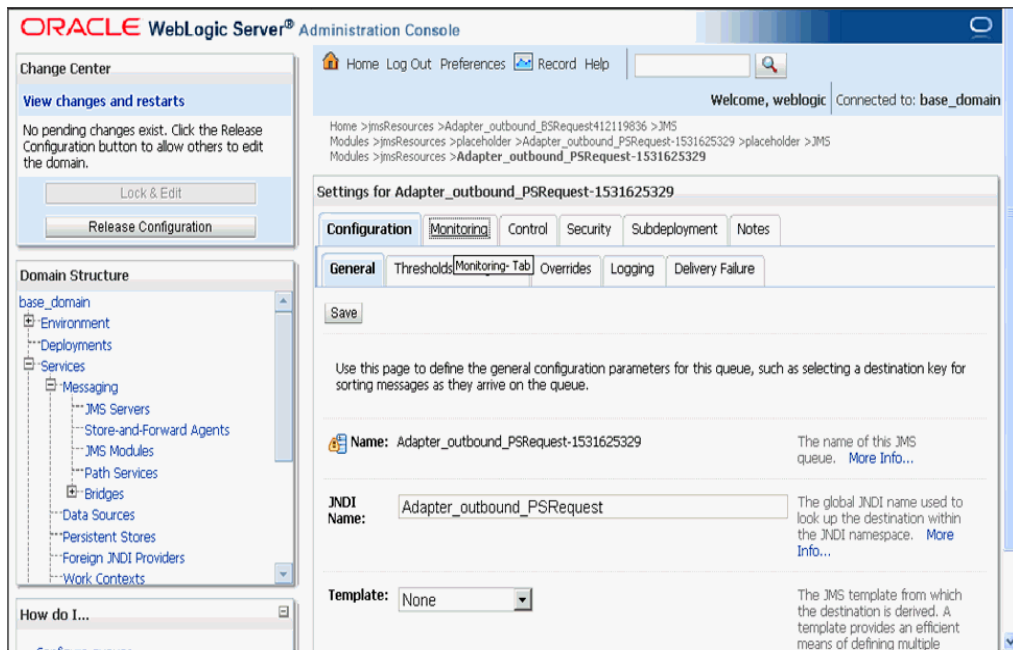 ORACLE WebLogic Server® Administration Console
Change Center
View changes and restarts
No pending changes exist. Click the Release
Configuration button to allow others to edit
the domain.
Lock & Edit
Release Configuration
Domain Structure
base_domain
Environment
Deployments
Services
Messaging
JMS Servers
Store-and-Forward Agents
JMS Modules
Path Services
Bridges
Data Sources
Persistent Stores
Foreign JNDI Providers
Work Contexts
How do I...
Home Log Out Preferences Record Help
Welcome, weblogic Connected to: base_domain
Home >jmsResources >Adapter_outbound_BSRequest412119836 >JMS
Modules >jmsResources >placeholder >Adapter_outbound_PSRequest-1531625329 >placeholder >JMS
Modules >jmsResources >Adapter_outbound_PSRequest-1531625329
Settings for Adapter_outbound_PSRequest-1531625329
Configuration Monitoring Control Security Subdeployment Notes
General Thresholds Monitoring- Tab Overrides Logging Delivery Failure
Save
Use this page to define the general configuration parameters for this queue, such as selecting a destination key for
sorting messages as they arrive on the queue.
Name: Adapter_outbound_PSRequest-1531625329
The name of this JMS
queue. More Info...
JNDI
Name:
Adapter_outbound_PSRequest
The global JNDI name used to
look up the destination within
the JNDI namespace. More
Info...
Template: None
The JMS template from which
the destination is derived. A
template provides an efficient
means of defining multiple